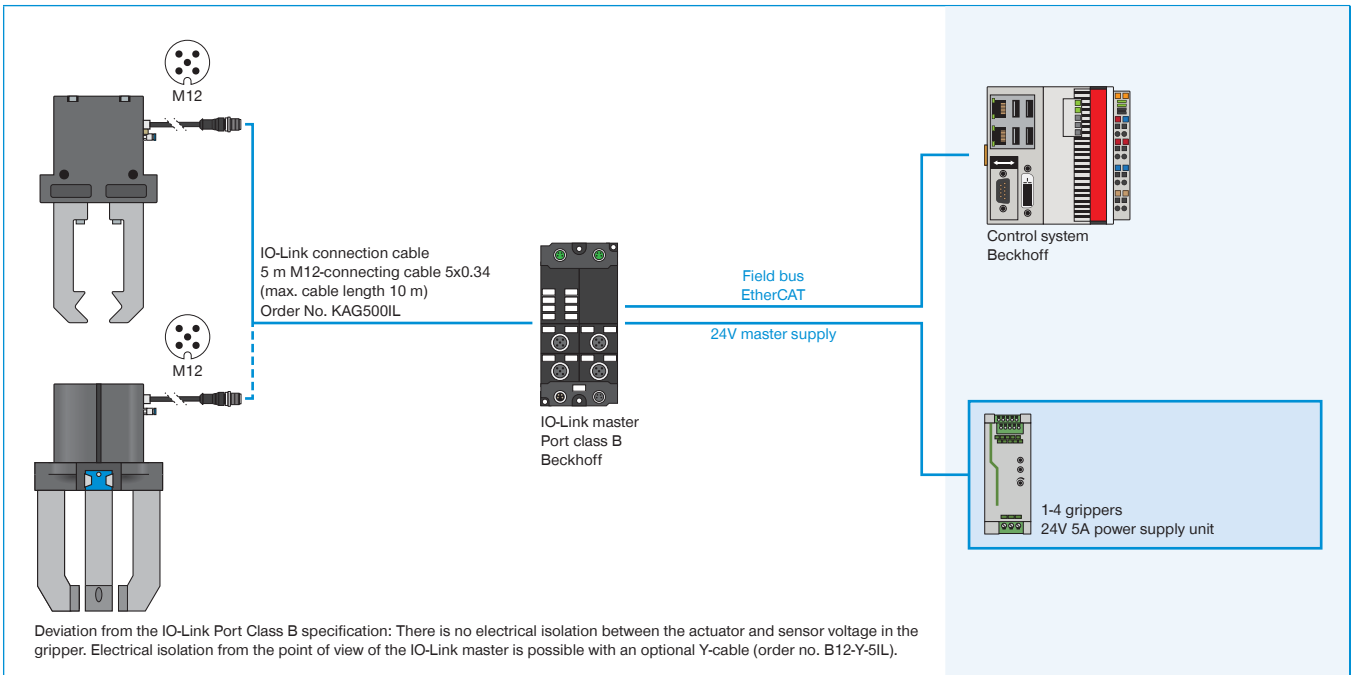 M12
IO-Link connection cable
5 m M12-connecting cable 5x0.34
(max. cable length 10 m)
Order No. KAG500IL
M12
IO-Link master
Port class B
Beckhoff
Field bus
EtherCAT
24V master supply
Control system
Beckhoff
1-4 grippers
24V 5A power supply unit
Deviation from the IO-Link Port Class B specification: There is no electrical isolation between the actuator and sensor voltage in the
gripper. Electrical isolation from the point of view of the IO-Link master is possible with an optional Y-cable (order no. B12-Y-5IL).